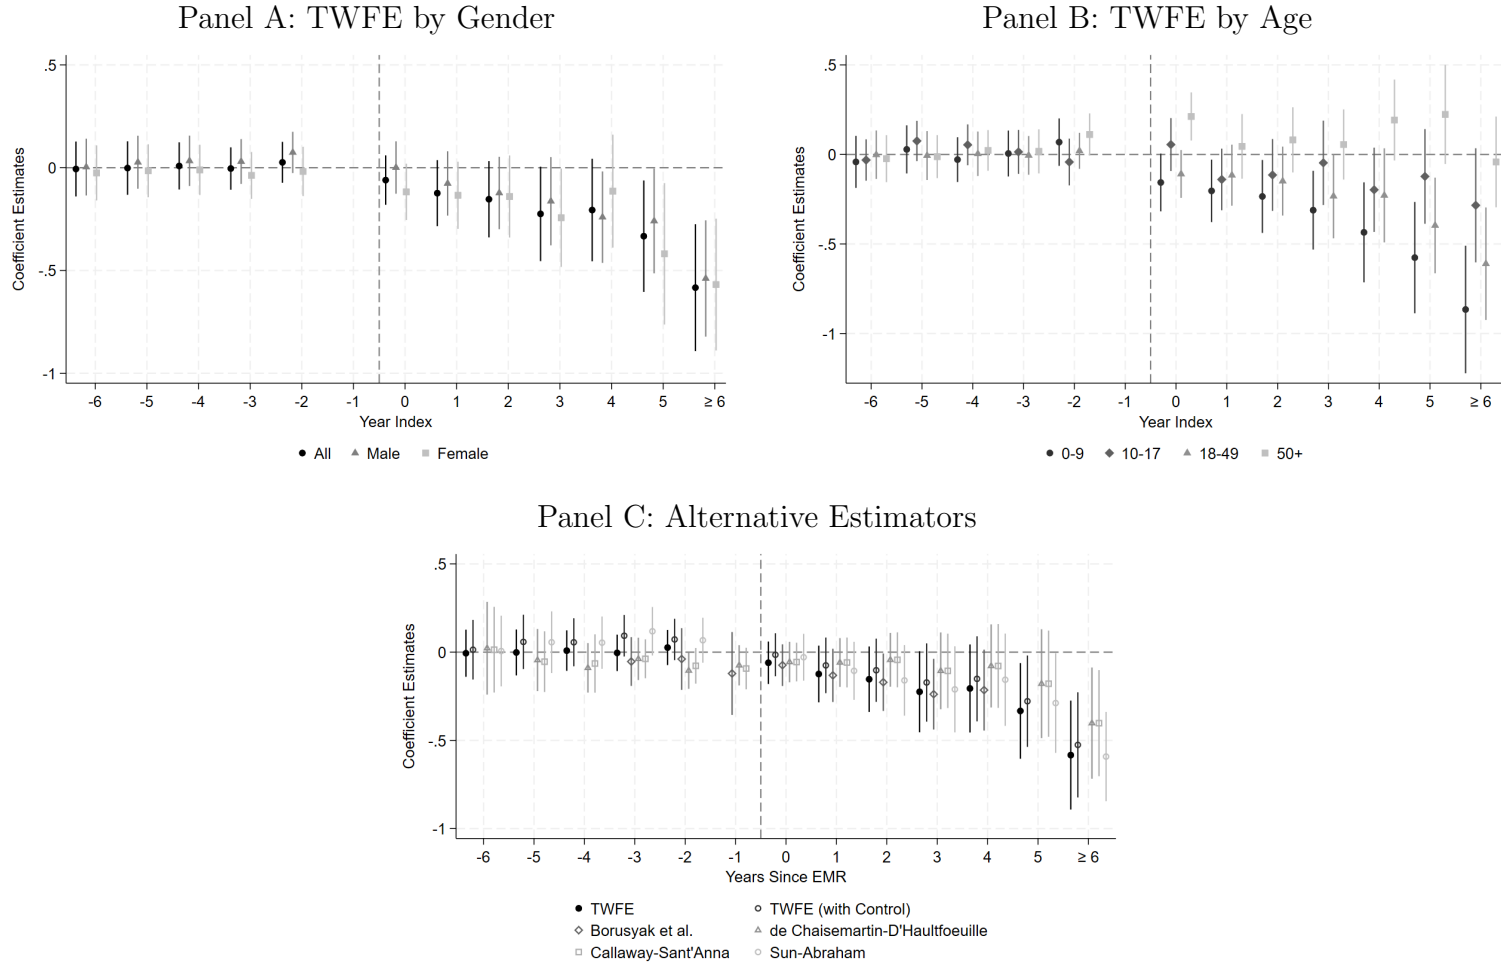 Panel A: TWFE by Gender
.5
0
-.5
-1
Coefficient Estimates
-6 -5 -4 -3 -2 -1 0 1 2 3 4 5 ≥ 6
Year Index
All Male Female
Panel B: TWFE by Age
.5
0
-.5
-1
Coefficient Estimates
-6 -5 -4 -3 -2 -1 0 1 2 3 4 5 ≥ 6
Year Index
0-9 10-17 18-49 50+
Panel C: Alternative Estimators
.5
0
-.5
-1
Coefficient Estimates
-6 -5 -4 -3 -2 -1 0 1 2 3 4 5 ≥ 6
Years Since EMR
TWFE TWFE (with Control)
Borusyak et al. de Chaisemartin-D'Haultfoeuille
Callaway-Sant'Anna Sun-Abraham